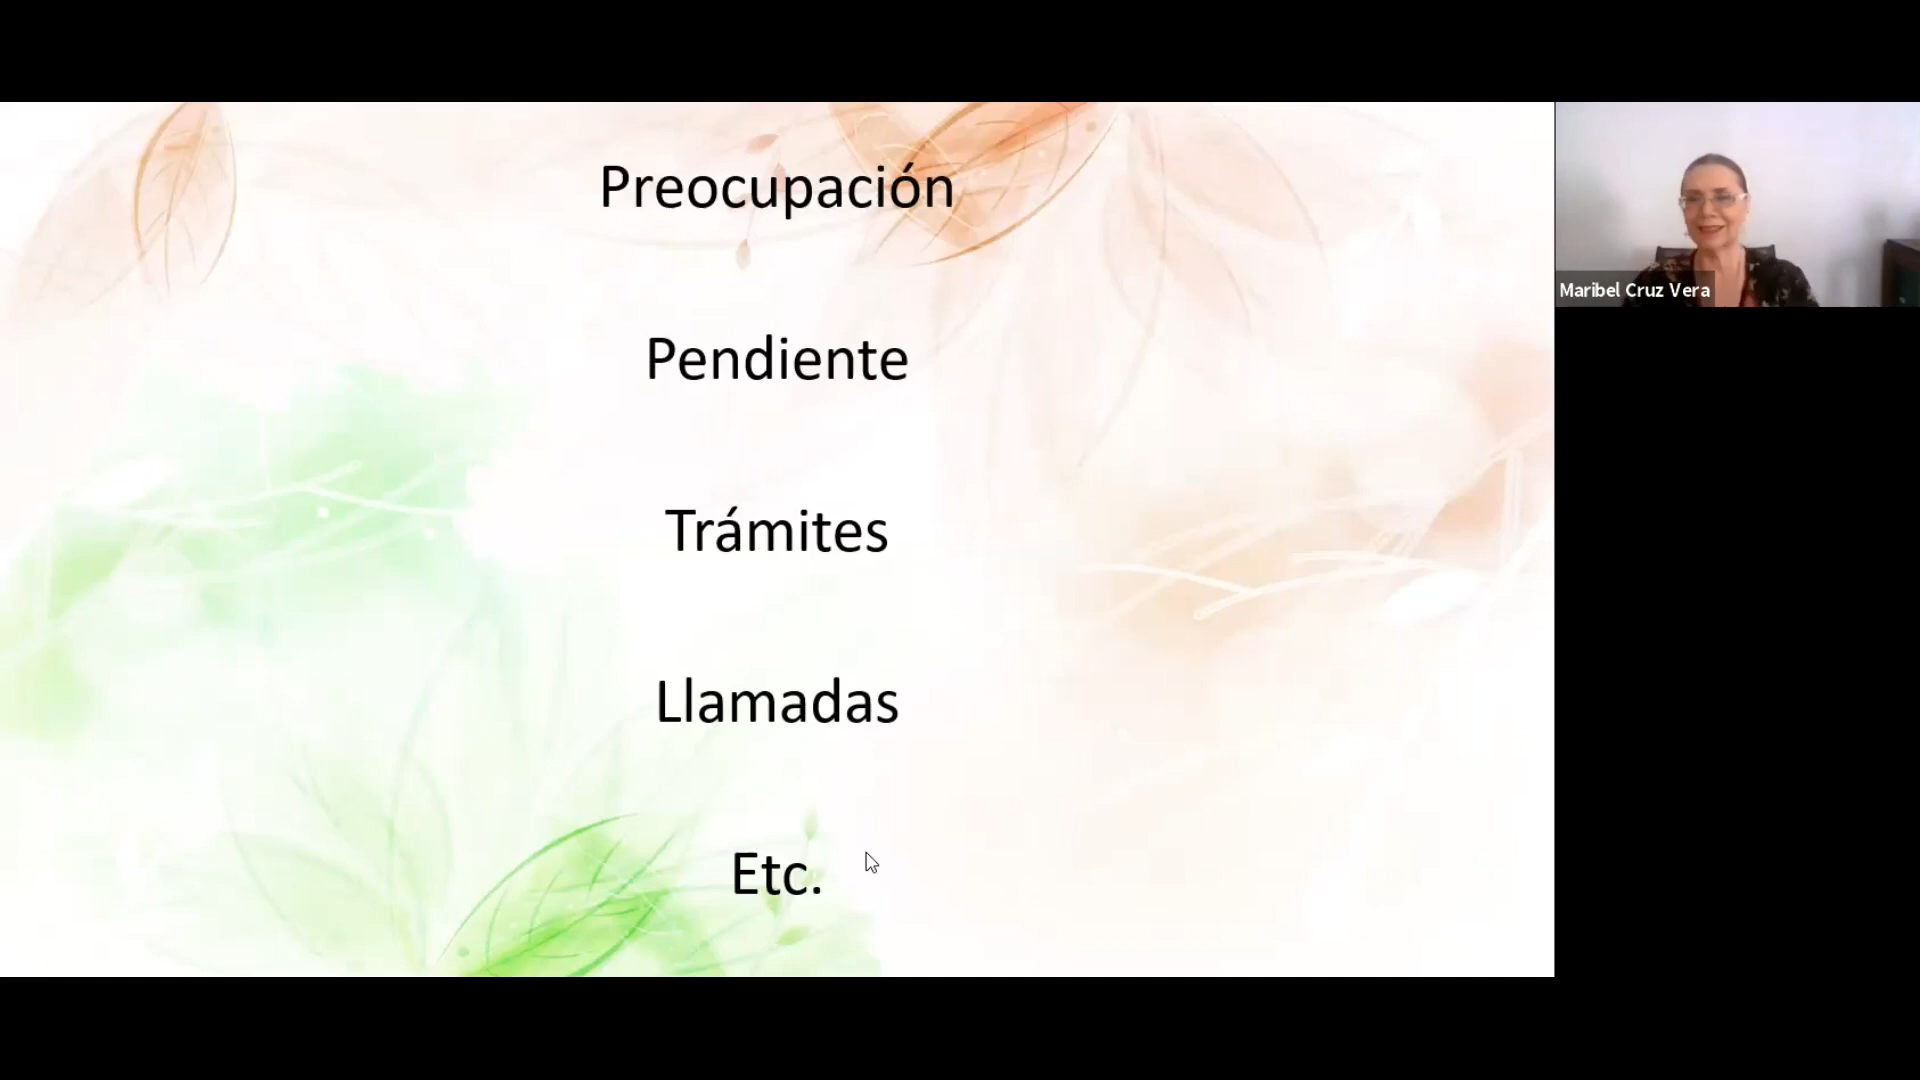 Preocupación
Pendiente
Trámites
Llamadas
Etc.
Maribel Cruz Vera